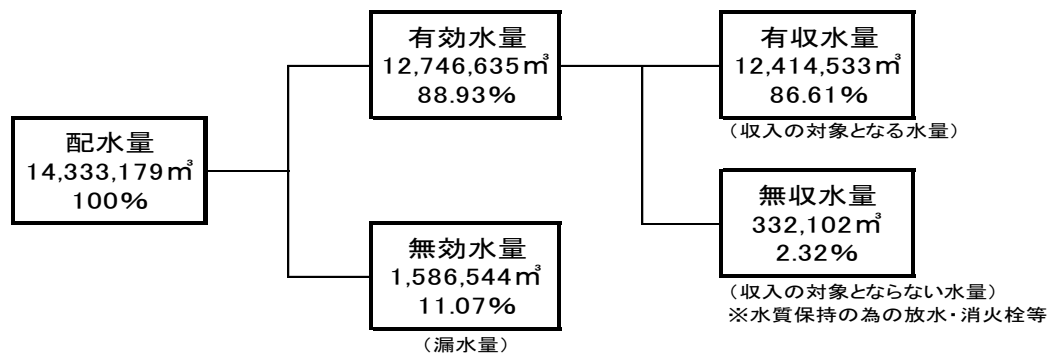 配水量
14,333,179㎥
100%
有効水量
12,746,635㎥
88.93%
無効水量
1,586,544㎥
11.07%
（漏水量）
有収水量
12,414,533㎥
86.61%
（収入の対象となる水量）
無収水量
332,102㎥
2.32%
（収入の対象とならない水量）
※水質保持の為の放水・消火栓等